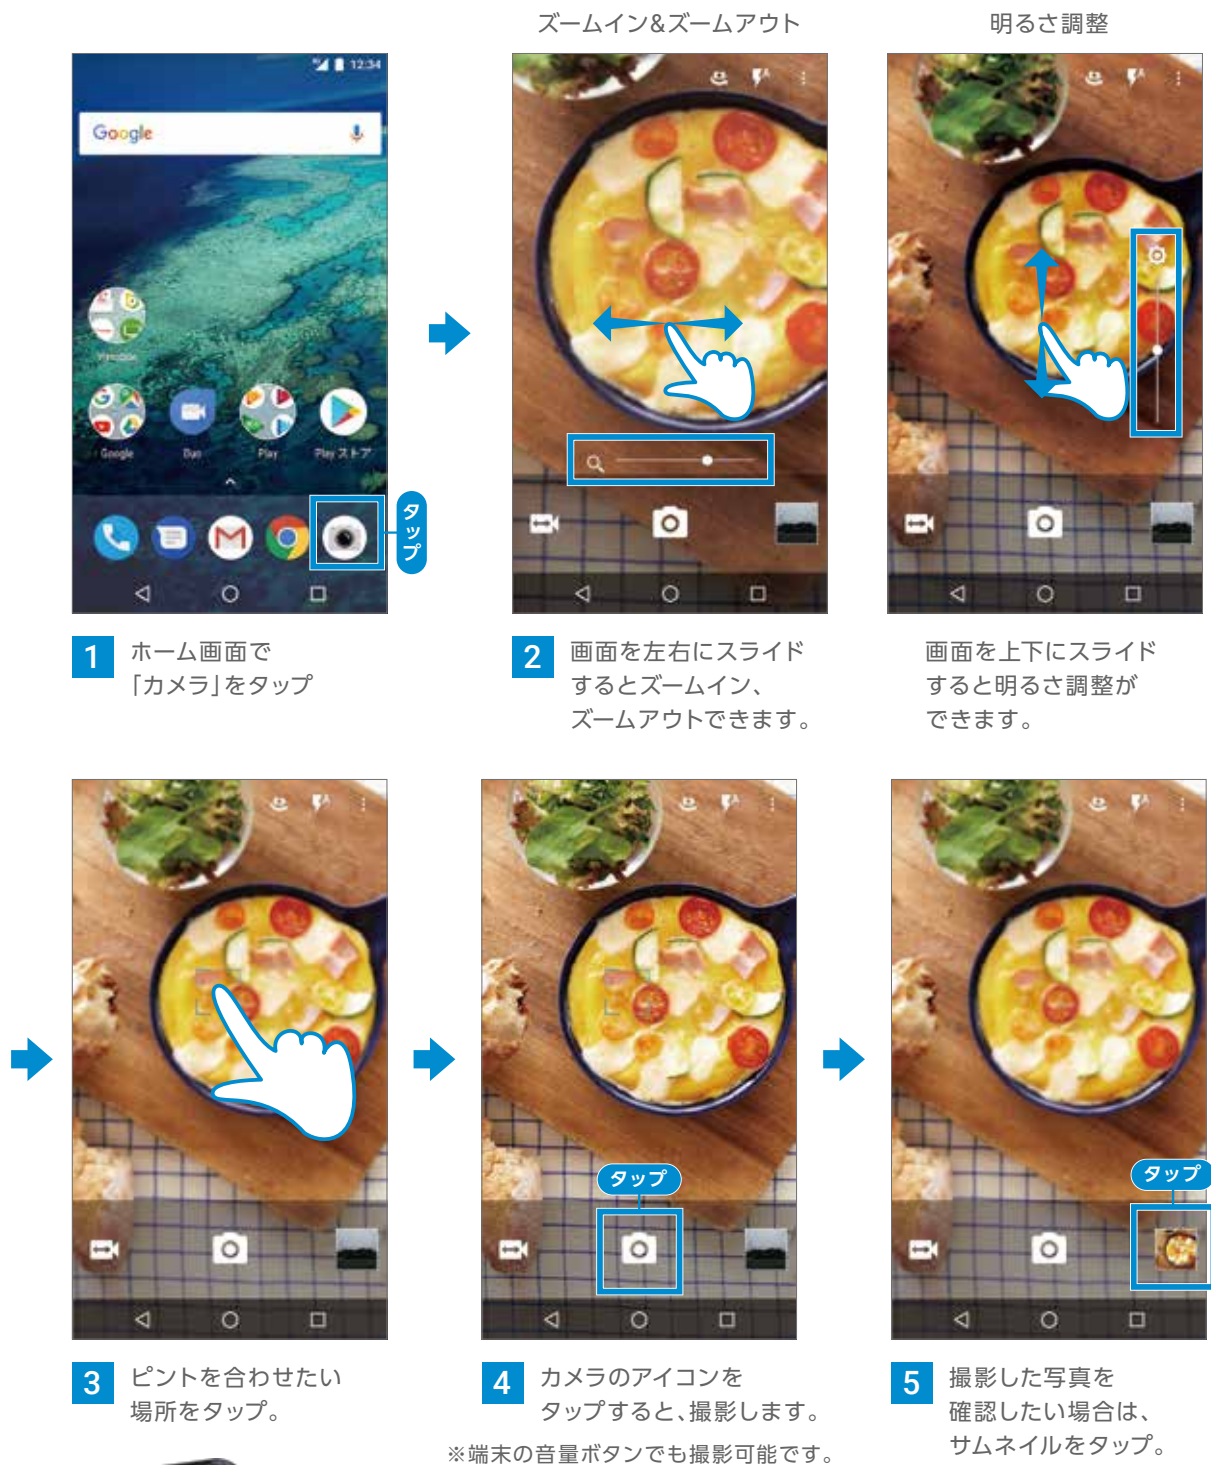 ズームイン&ズームアウト
明るさ調整
12:34
Google
Google
Duo
Play
Play ストア
タップ
1 ホーム画面で
「カメラ」をタップ
2 画面を左右にスライド
するとズームイン、
ズームアウトできます。
画面を上下にスライド
すると明るさ調整が
できます。
タップ
タップ
3 ピントを合わせたい
場所をタップ。
4 カメラのアイコンを
タップすると、撮影します。
※端末の音量ボタンでも撮影可能です。
5 撮影した写真を
確認したい場合は、
サムネイルをタップ。